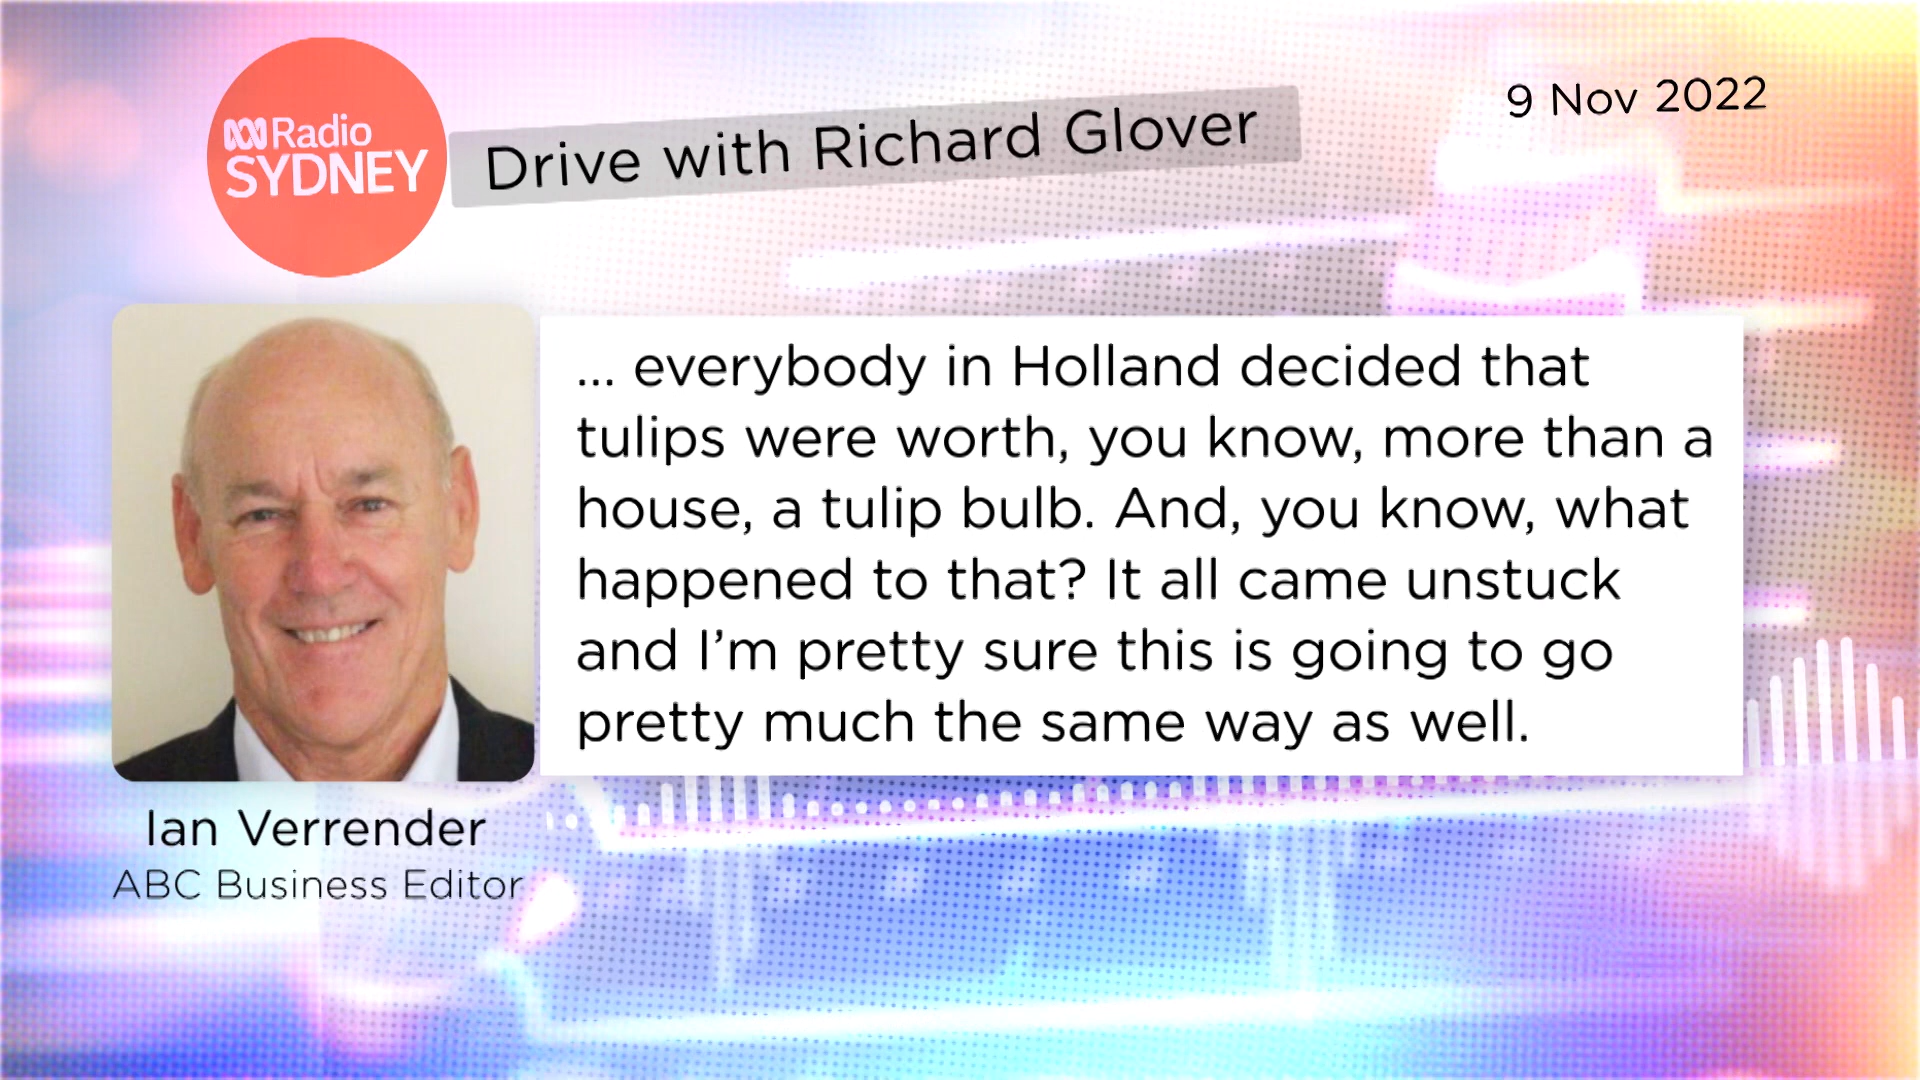 Radio
SYDNEY
Drive with Richard Glover
9 Nov 2022
... everybody in Holland decided that
tulips were worth, you know, more than a
house, a tulip bulb. And, you know, what
happened to that? It all came unstuck
and I’m pretty sure this is going to go
pretty much the same way as well.
Ian Verrender
ABC Business Editor